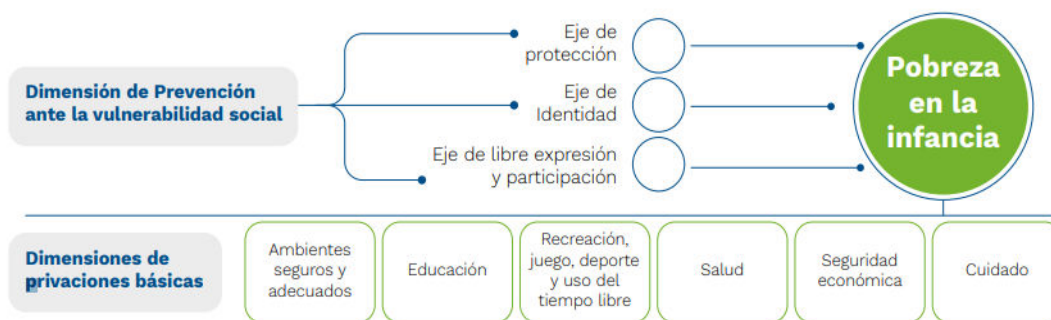 Dimensión de Prevención
ante la vulnerabilidad social
Eje de
protección
Eje de
Identidad
Eje de libre expresión
y participación
Pobreza
en la
infancia
Dimensiones de
privaciones básicas
Ambientes
seguros y
adecuados
Educación
Recreación,
juego, deporte
y uso del
tiempo libre
Salud
Seguridad
económica
Cuidado